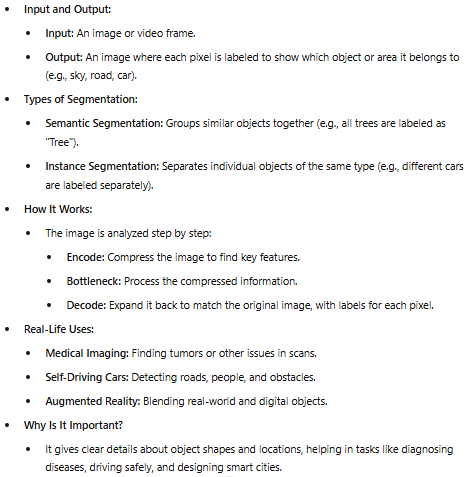 • Input and Output:
• Input: An image or video frame.
• Output: An image where each pixel is labeled to show which object or area it belongs to
(e.g., sky, road, car).
• Types of Segmentation:
• Semantic Segmentation: Groups similar objects together (e.g., all trees are labeled as
"Tree").
• Instance Segmentation: Separates individual objects of the same type (e.g., different cars
are labeled separately).
• How It Works:
• The image is analyzed step by step:
• Encode: Compress the image to find key features.
• Bottleneck: Process the compressed information.
• Decode: Expand it back to match the original image, with labels for each pixel.
• Real-Life Uses:
• Medical Imaging: Finding tumors or other issues in scans.
• Self-Driving Cars: Detecting roads, people, and obstacles.
• Augmented Reality: Blending real-world and digital objects.
• Why Is It Important?
• It gives clear details about object shapes and locations, helping in tasks like diagnosing
diseases, driving safely, and designing smart cities.